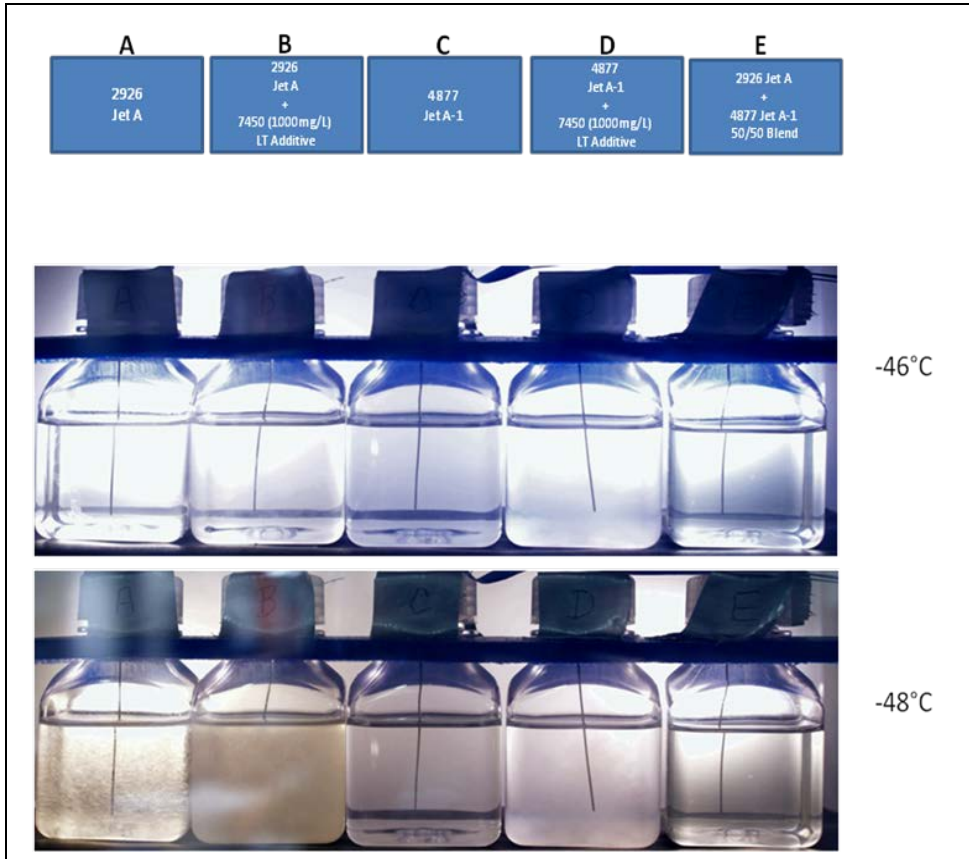 A
B
C
D
E
2926
Jet A
2926
Jet A
+
7450 (1000mg/L)
LT Additive
4877
Jet A-1
4877
Jet A-1
+
7450 (1000mg/L)
LT Additive
2926 Jet A
+
4877 Jet A-1
50/50 Blend
A
B
C
D
E
-46°C
A
B
C
D
E
-48°C